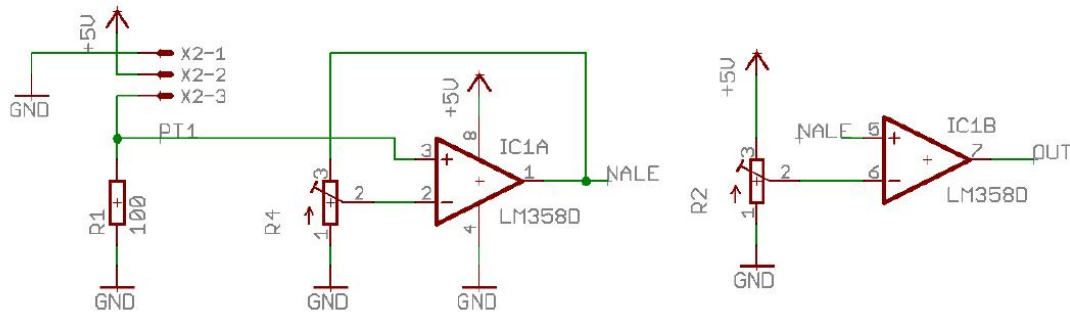 +5V
X2-1
X2-2
X2-3
GND
PT1
R1
100
GND
R4
3
2
1
GND
+5V
8
IC1A
3
2
1
4
LM358D
GND
NALE
+5V
R2
3
2
1
GND
NALE
5
6
7
IC1B
LM358D
OUT